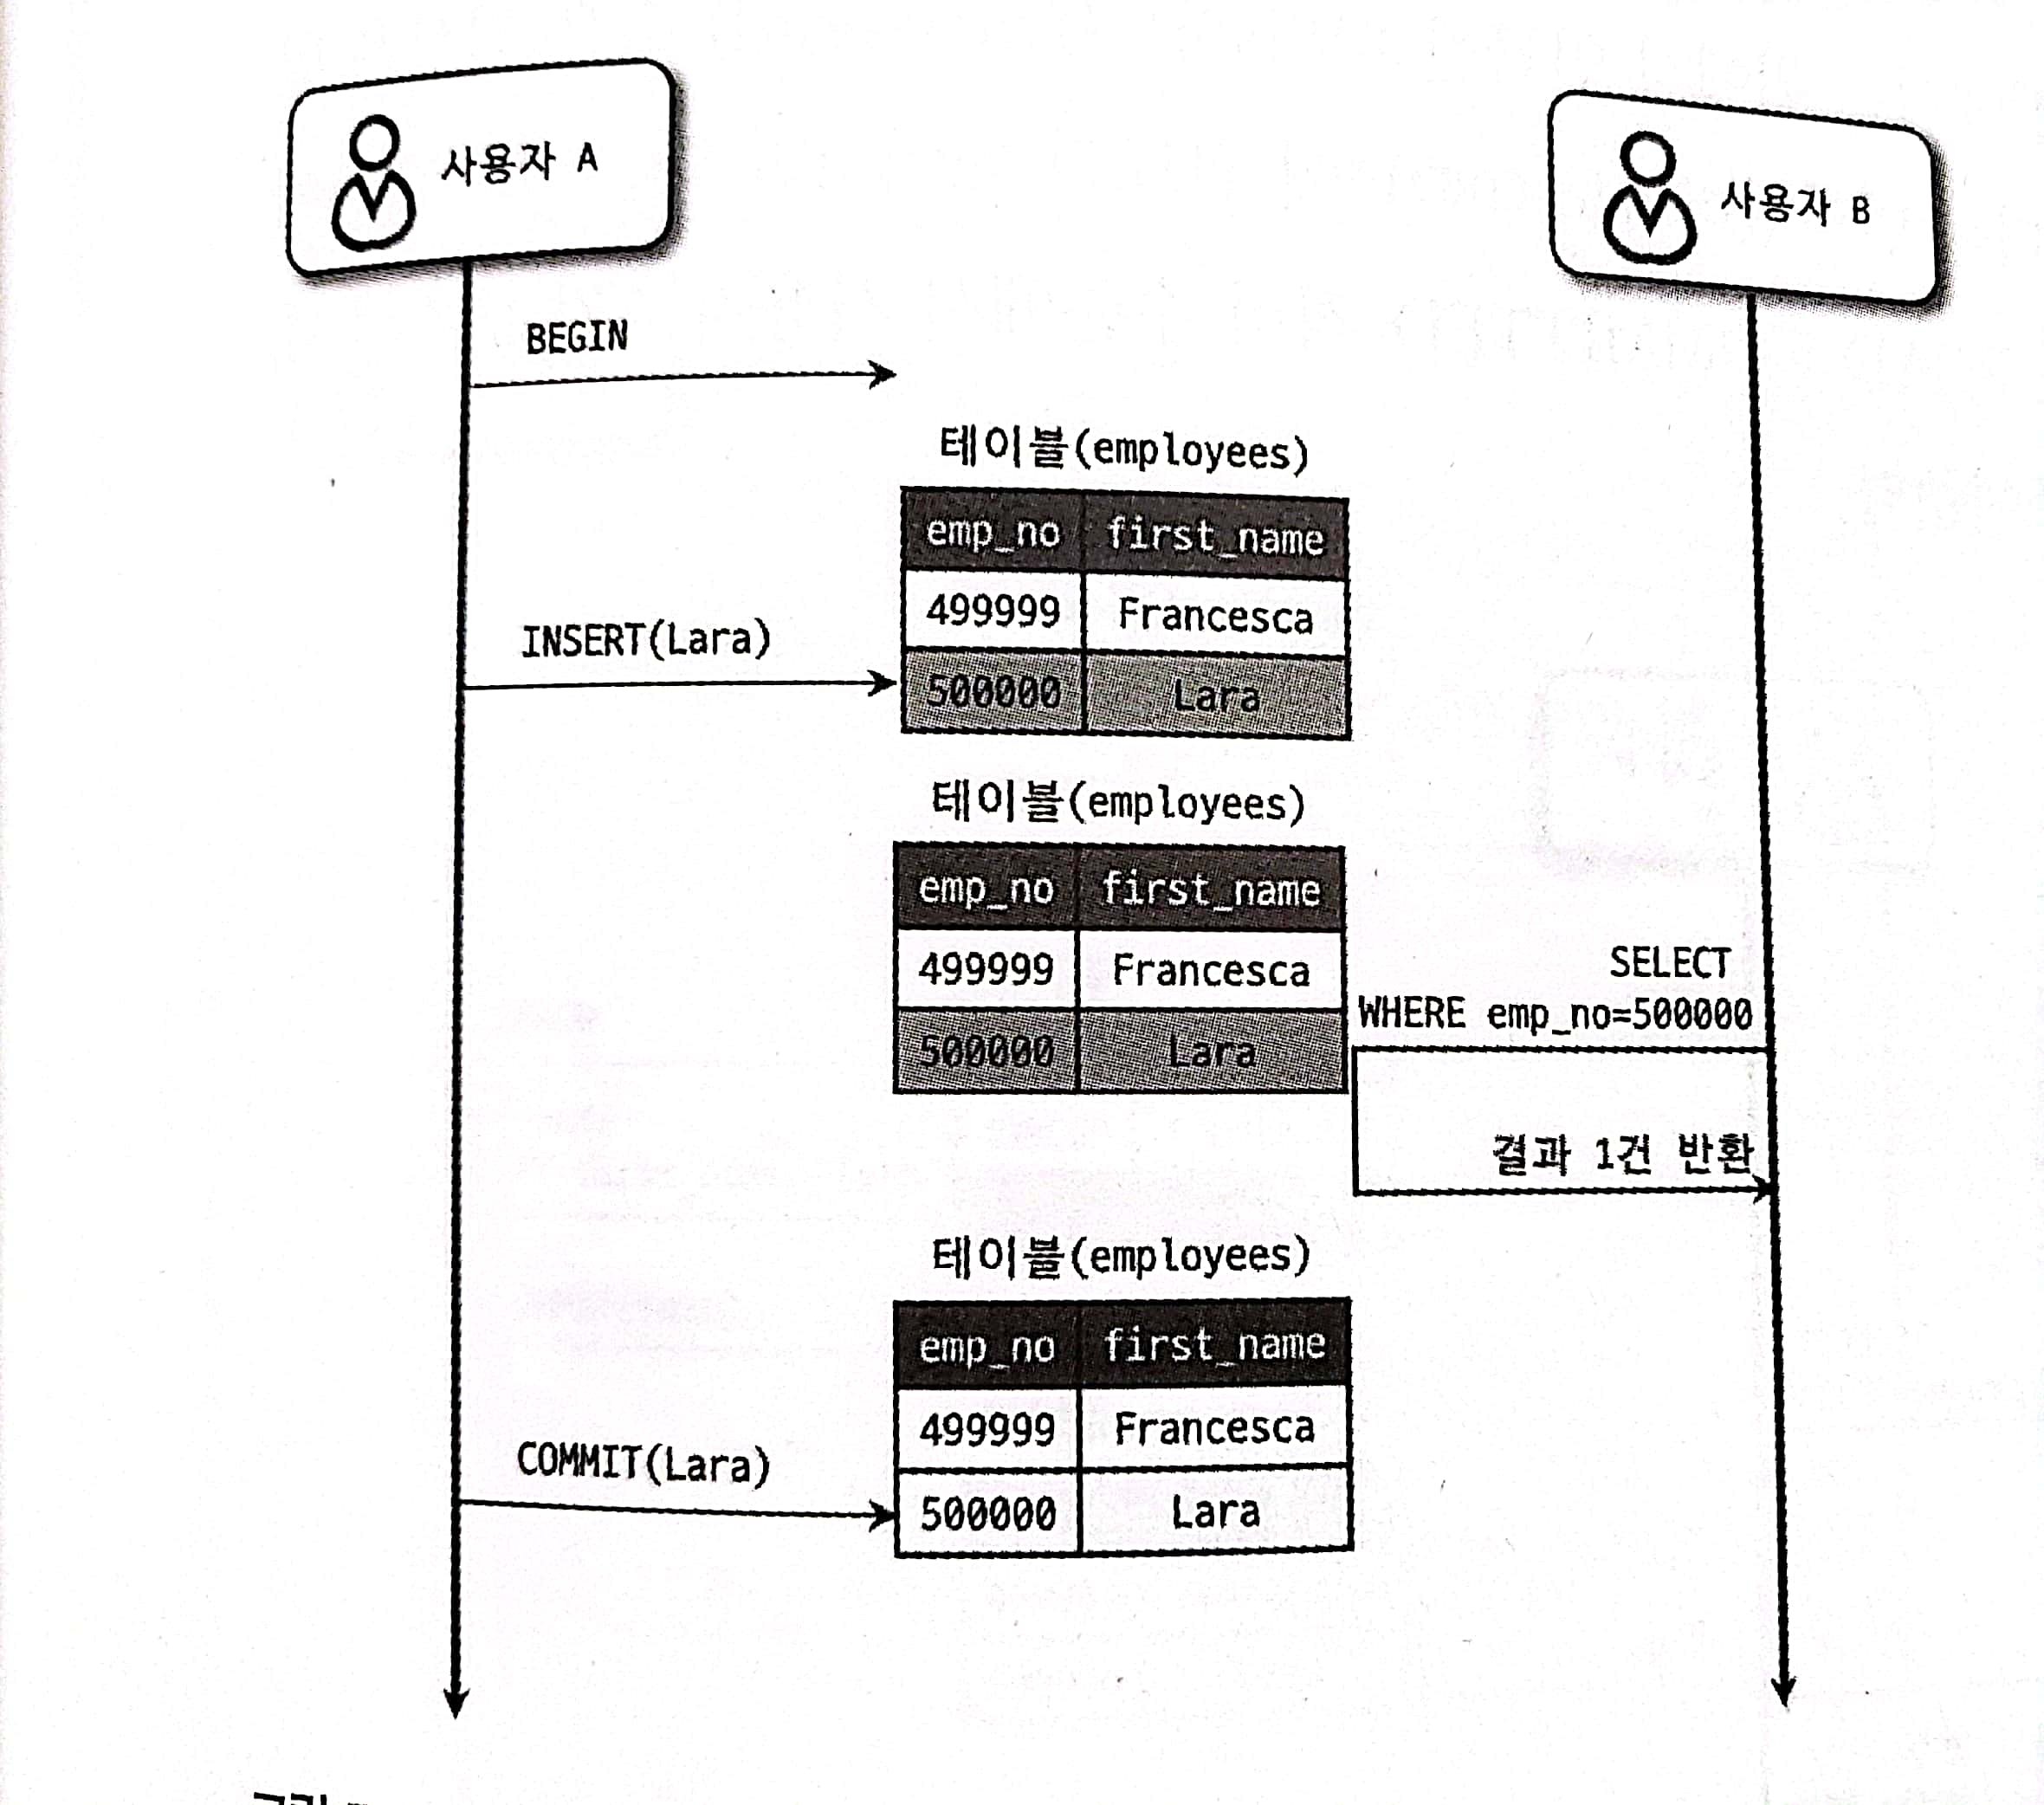 사용자 A
사용자 B
BEGIN
테이블(employees)
emp_no first_name
499999 Francesca
INSERT(Lara)
500000 Lara
테이블(employees)
emp_no first_name
499999 Francesca
500000 Lara
SELECT
WHERE emp_no=500000
결과 1건 반환
테이블(employees)
emp_no first_name
499999 Francesca
COMMIT(Lara)
500000 Lara